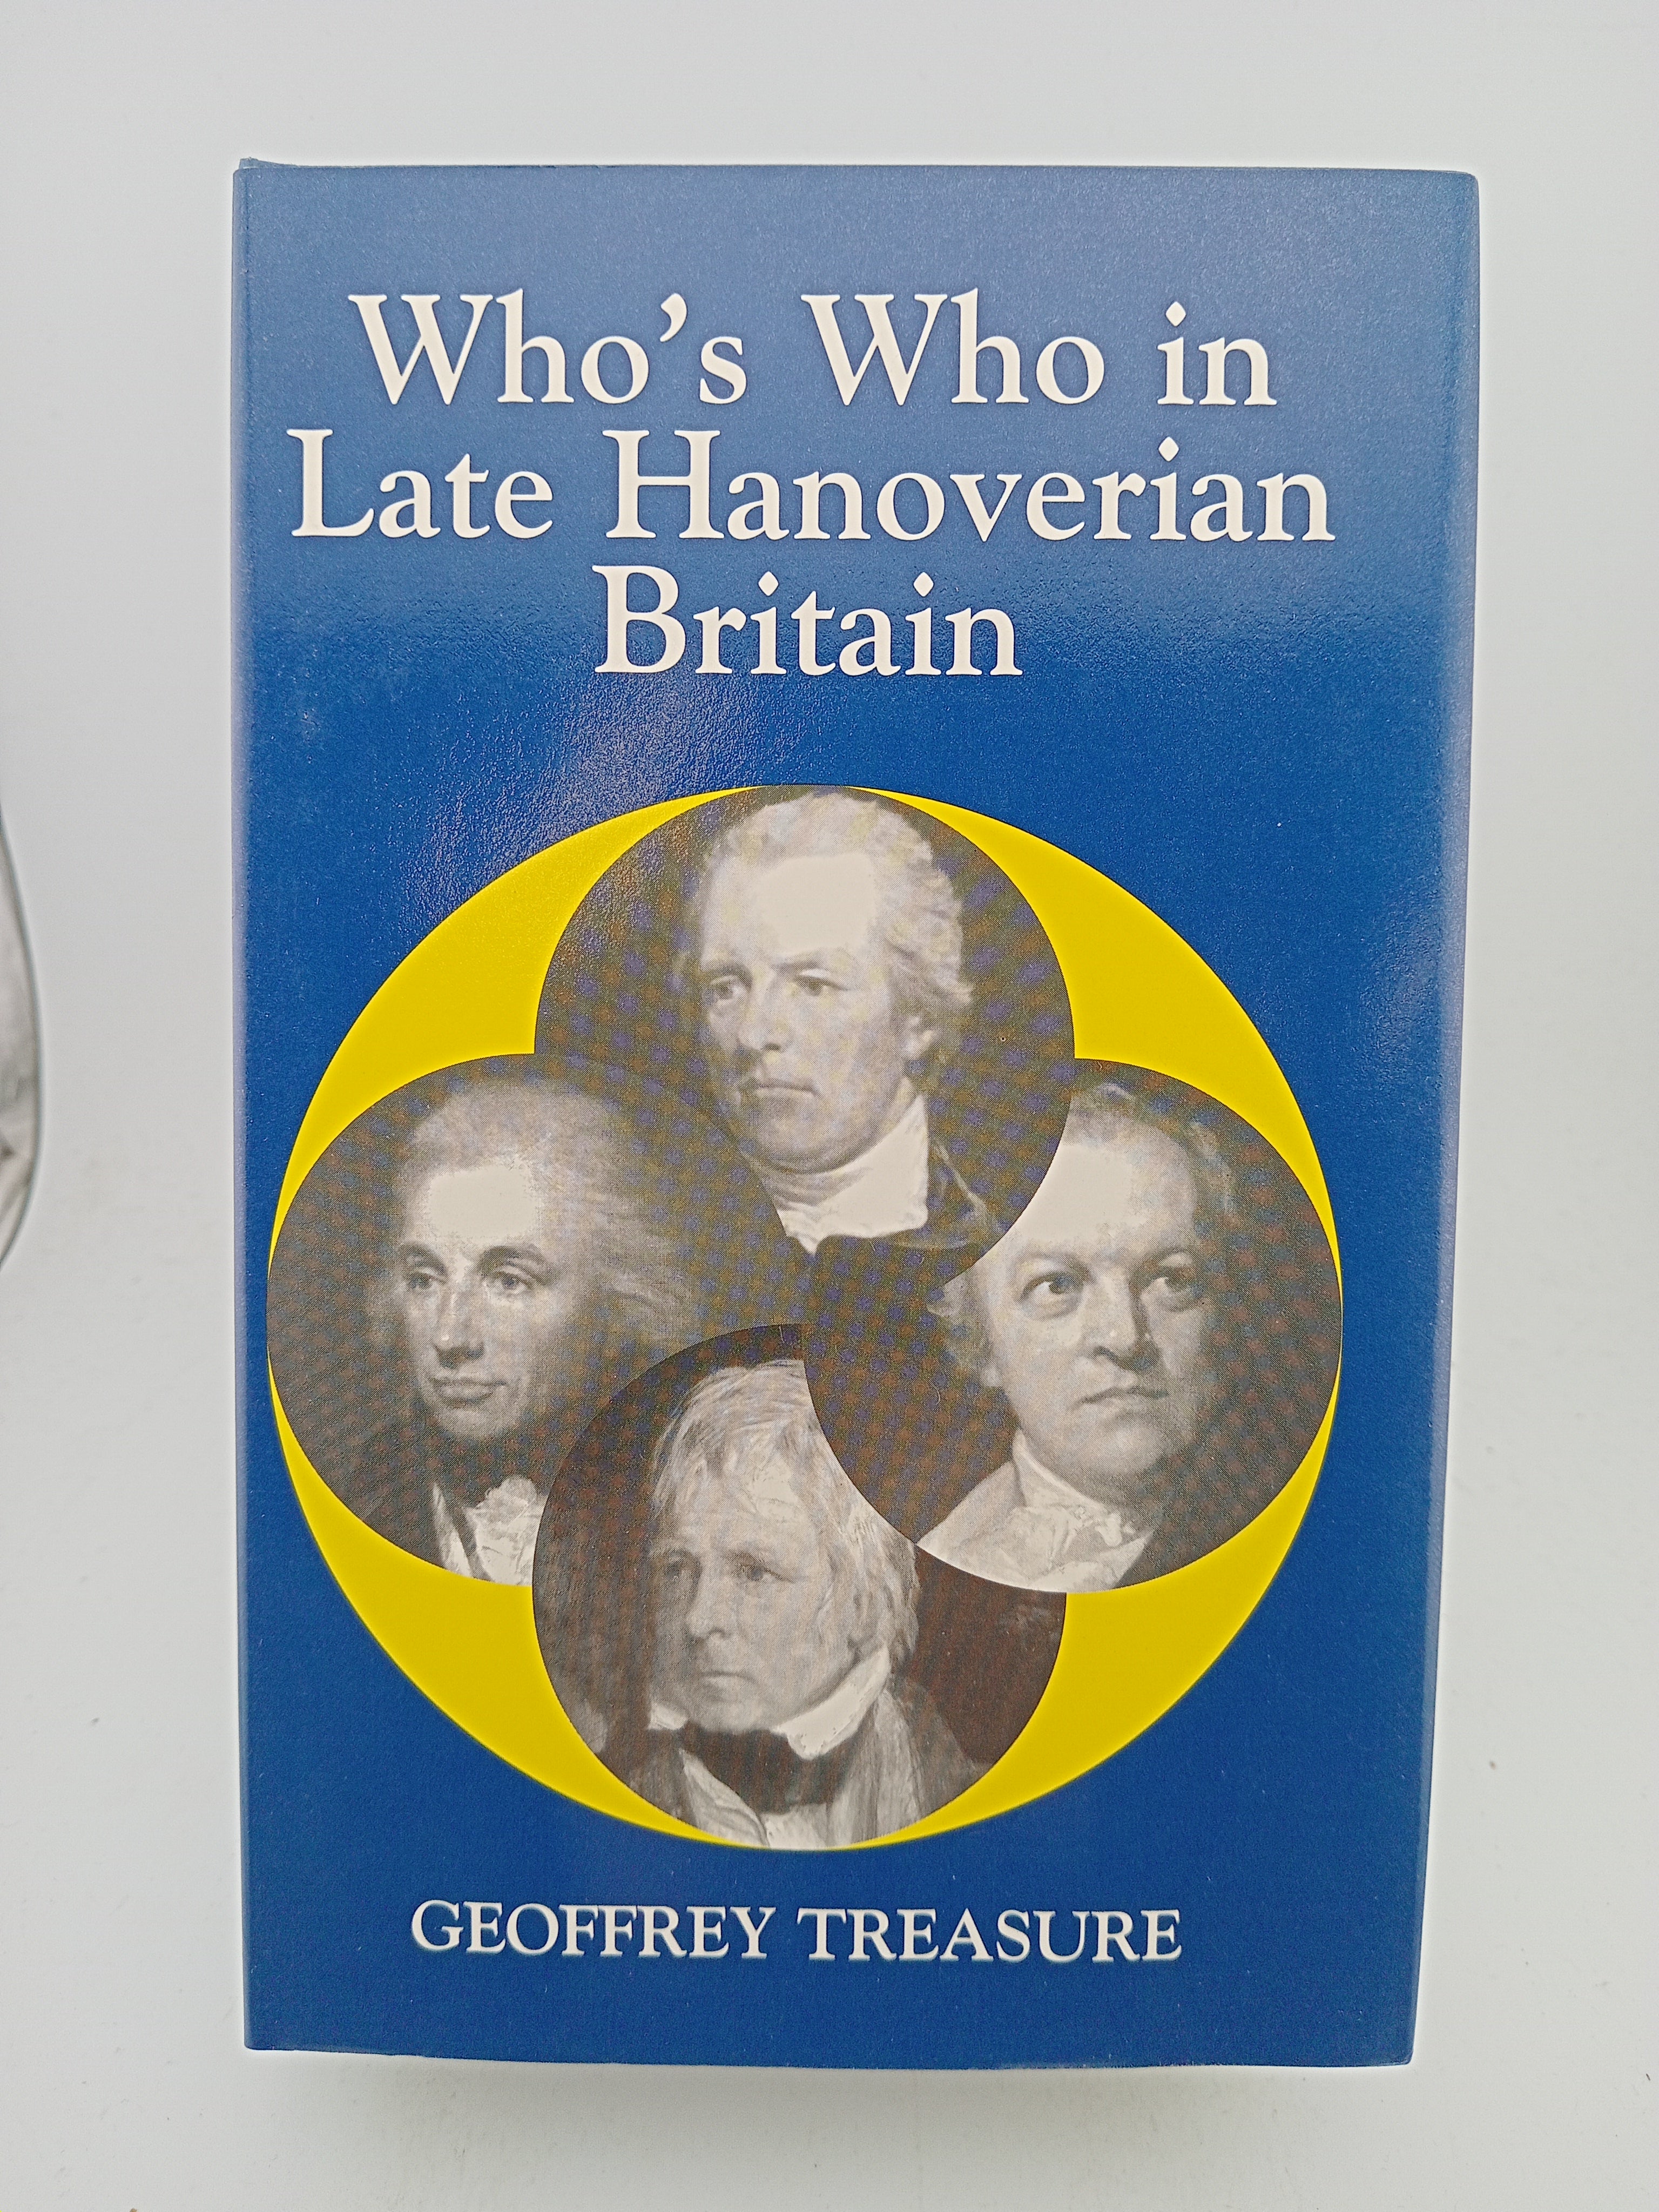 Who’s Who in
Late Hanoverian
Britain
GEOFFREY TREASURE